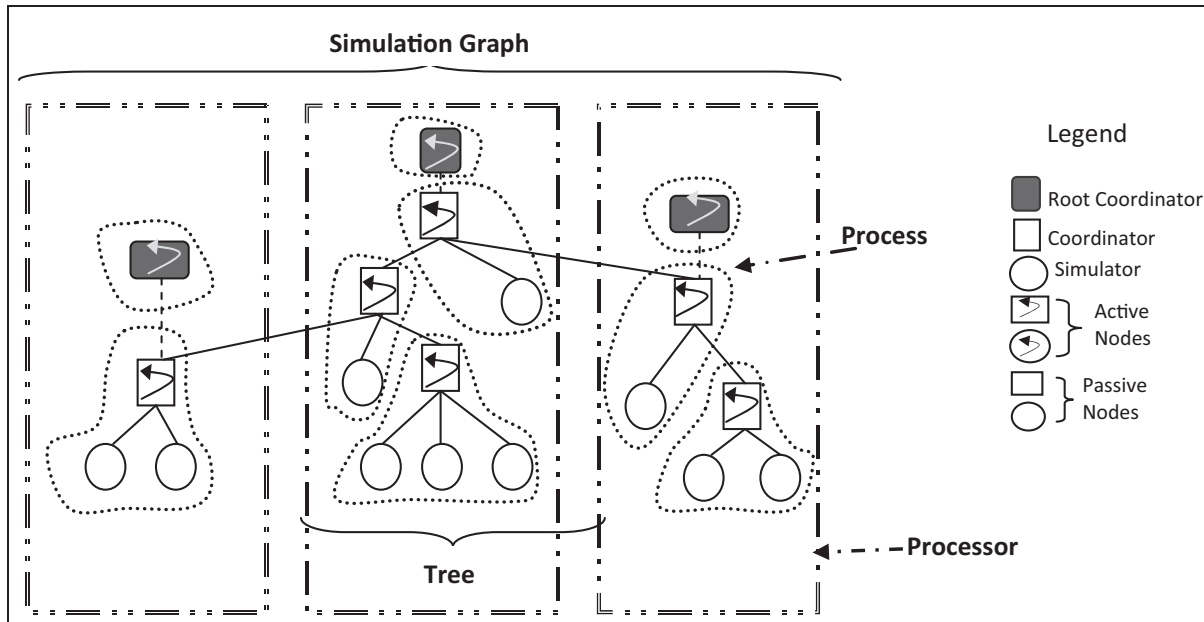 Simulation Graph
Legend
Root Coordinator
Coordinator
Simulator
Active
Nodes
Passive
Nodes
Process
Processor
Tree